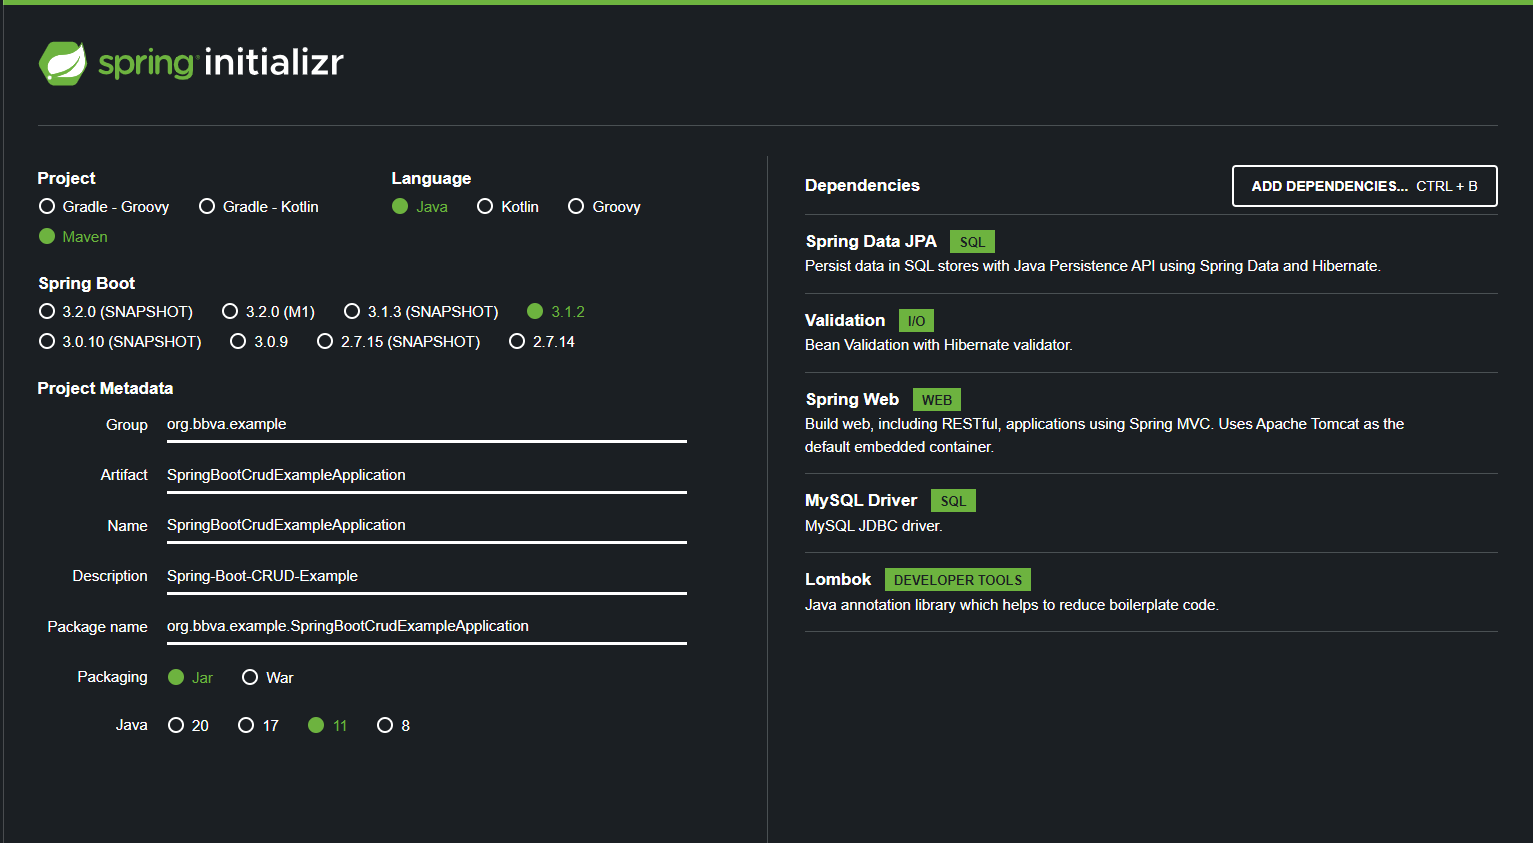 spring initializr
Project
Gradle - Groovy Gradle - Kotlin
Maven
Language
Java Kotlin Groovy
Spring Boot
3.2.0 (SNAPSHOT) 3.2.0 (M1) 3.1.3 (SNAPSHOT) 3.1.2
3.0.10 (SNAPSHOT) 3.0.9 2.7.15 (SNAPSHOT) 2.7.14
Project Metadata
Group org.bbva.example
Artifact SpringBootCrudExampleApplication
Name SpringBootCrudExampleApplication
Description Spring-Boot-CRUD-Example
Package name org.bbva.example.SpringBootCrudExampleApplication
Packaging Jar War
Java 20 17 11 8
Dependencies ADD DEPENDENCIES... CTRL + B
Spring Data JPA SQL
Persist data in SQL stores with Java Persistence API using Spring Data and Hibernate.
Validation I/O
Bean Validation with Hibernate validator.
Spring Web WEB
Build web, including RESTful, applications using Spring MVC. Uses Apache Tomcat as the
default embedded container.
MySQL Driver SQL
MySQL JDBC driver.
Lombok DEVELOPER TOOLS
Java annotation library which helps to reduce boilerplate code.